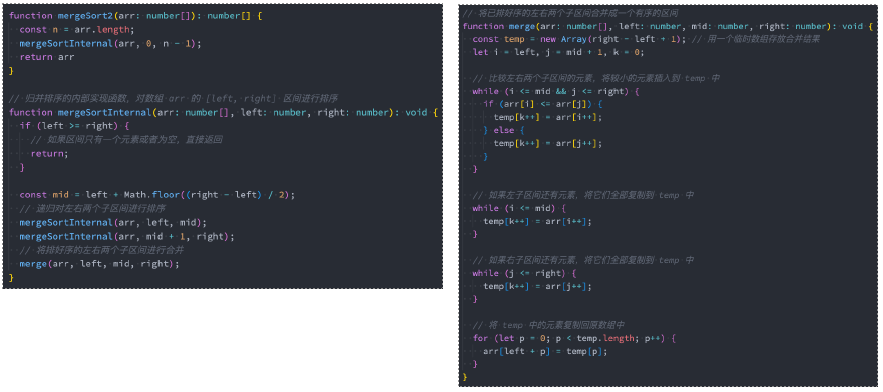 function mergeSort2(arr: number[]): number[] {
const n = arr.length;
mergeSortInternal(arr, 0, n - 1);
return arr
}
// 归并排序的内部实现函数，对数组 arr 的 [left, right] 区间进行排序
function mergeSortInternal(arr: number[], left: number, right: number): void {
if (left >= right) {
// 如果区间只有一个元素或者为空，直接返回
return;
}
const mid = left + Math.floor((right - left) / 2);
// 递归对左右两个子区间进行排序
mergeSortInternal(arr, left, mid);
mergeSortInternal(arr, mid + 1, right);
// 将排好序的左右两个子区间进行合并
merge(arr, left, mid, right);
}
// 将已排好序的左右两个子区间合并成一个有序的区间
function merge(arr: number[], left: number, mid: number, right: number): void {
const temp = new Array(right - left + 1); // 用一个临时数组存放合并结果
let i = left, j = mid + 1, k = 0;
// 比较左右两个子区间的元素，将较小的元素插入到 temp 中
while (i <= mid && j <= right) {
if (arr[i] <= arr[j]) {
temp[k++] = arr[i++];
} else {
temp[k++] = arr[j++];
}
}
// 如果左子区间还有元素，将它们全部复制到 temp 中
while (i <= mid) {
temp[k++] = arr[i++];
}
// 如果右子区间还有元素，将它们全部复制到 temp 中
while (j <= right) {
temp[k++] = arr[j++];
}
// 将 temp 中的元素复制回原数组中
for (let p = 0; p < temp.length; p++) {
arr[left + p] = temp[p];
}
}